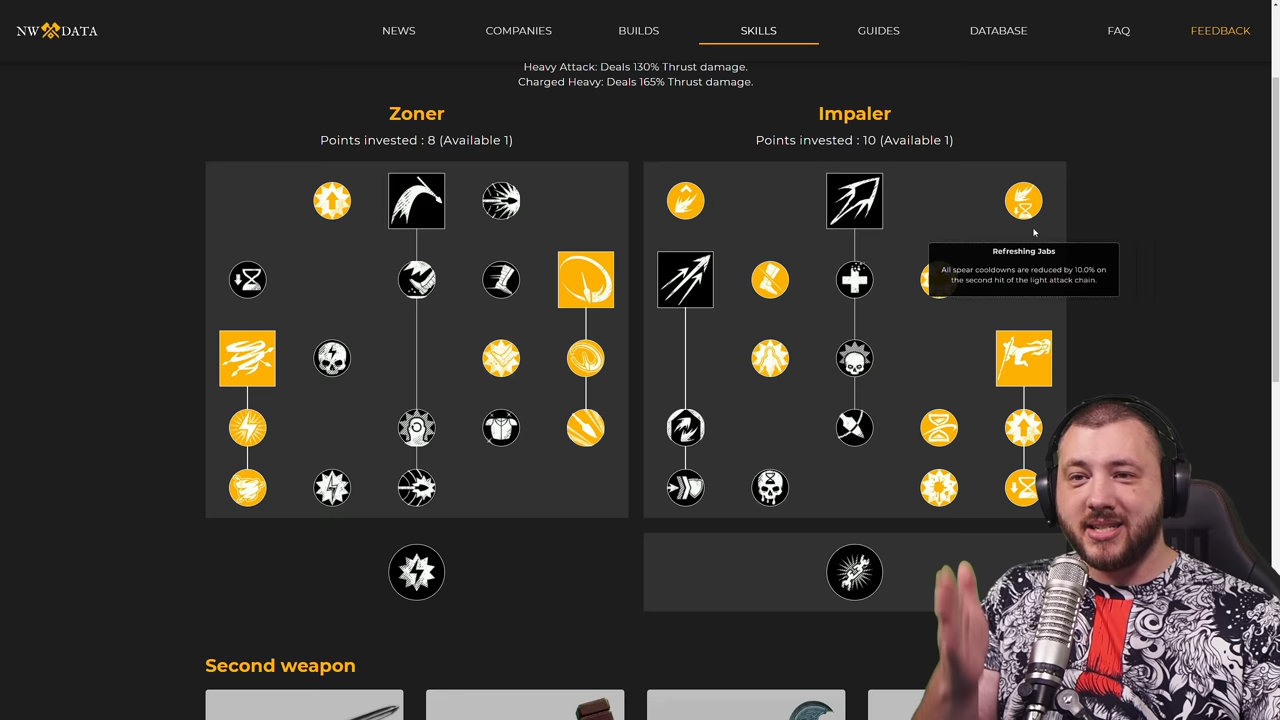 NW DATA
NEWS
COMPANIES
BUILDS
SKILLS
GUIDES
DATABASE
FAQ
FEEDBACK
Heavy Attack: Deals 130% Thrust damage.
Charged Heavy: Deals 165% Thrust damage.
Zoner
Points invested : 8 (Available 1)
Impaler
Points invested : 10 (Available 1)
Refreshing Jabs
All spear cooldowns are reduced by 10.0% on
the second hit of the light attack chain.
Second weapon